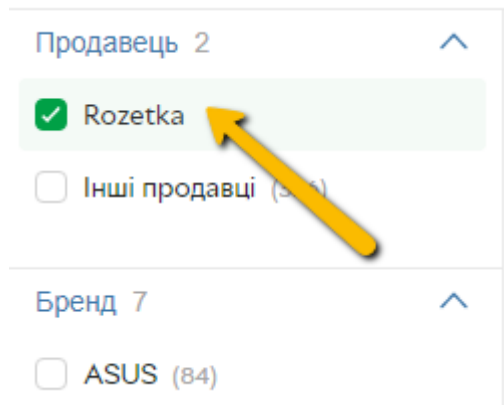 Продавець 2
Rozetka
Інші продавці
Бренд 7
ASUS (84)